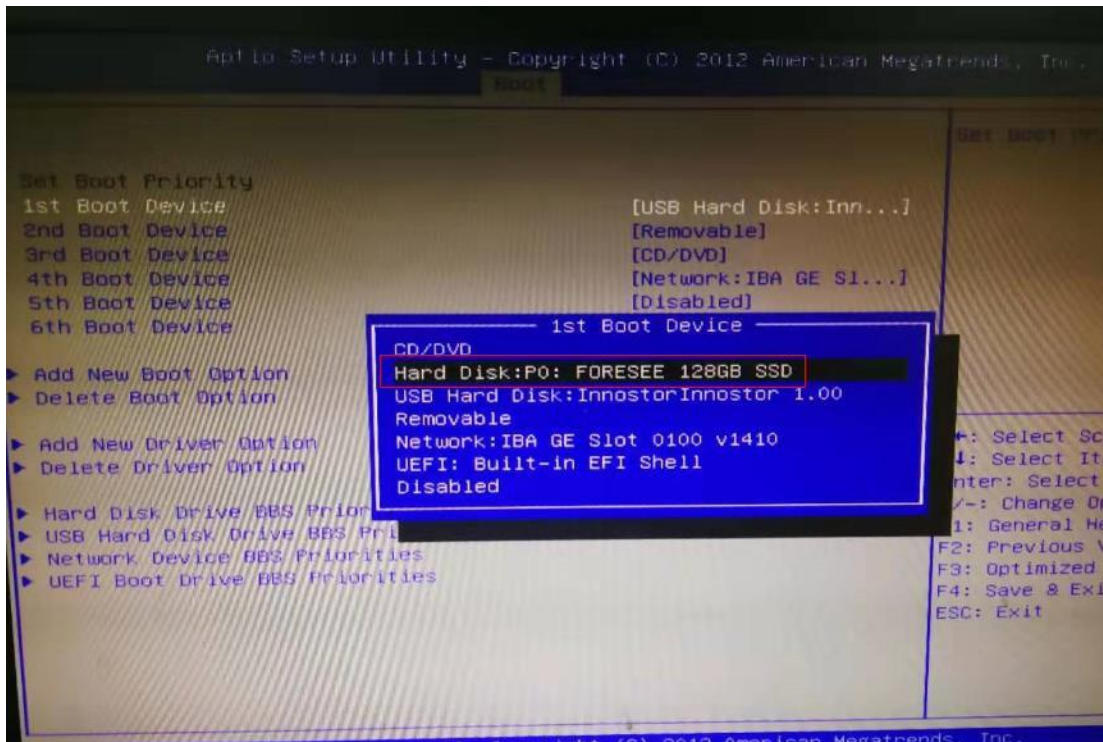 Aptio Setup Utility - Copyright (C) 2012 American Megatrends, Inc.
Boot
Set Boot
Set Boot Priority
1st Boot Device [USB Hard Disk:Inn...]
2nd Boot Device [Removable]
3rd Boot Device [CD/DVD]
4th Boot Device [Network:IBA GE Sl...]
5th Boot Device [Disabled]
6th Boot Device
Add New Boot Option
Delete Boot Option
Add New Driver Option
Delete Driver Option
Hard Disk Drive BBS Prior
USB Hard Disk Drive BBS Pri
Network Device BBS Priorities
UEFI Boot Drive BBS Priorities
1st Boot Device
CD/DVD
Hard Disk:P0: FORESEE 128GB SSD
USB Hard Disk:InnostorInnostor 1.00
Removable
Network:IBA GE Slot 0100 v1410
UEFI: Built-in EFI Shell
Disabled
: Select Sc
: Select It
nter: Select
/-: Change Op
1: General He
F2: Previous V
F3: Optimized
F4: Save & Exi
ESC: Exit
(C) 2012 American Megatrends, Inc.